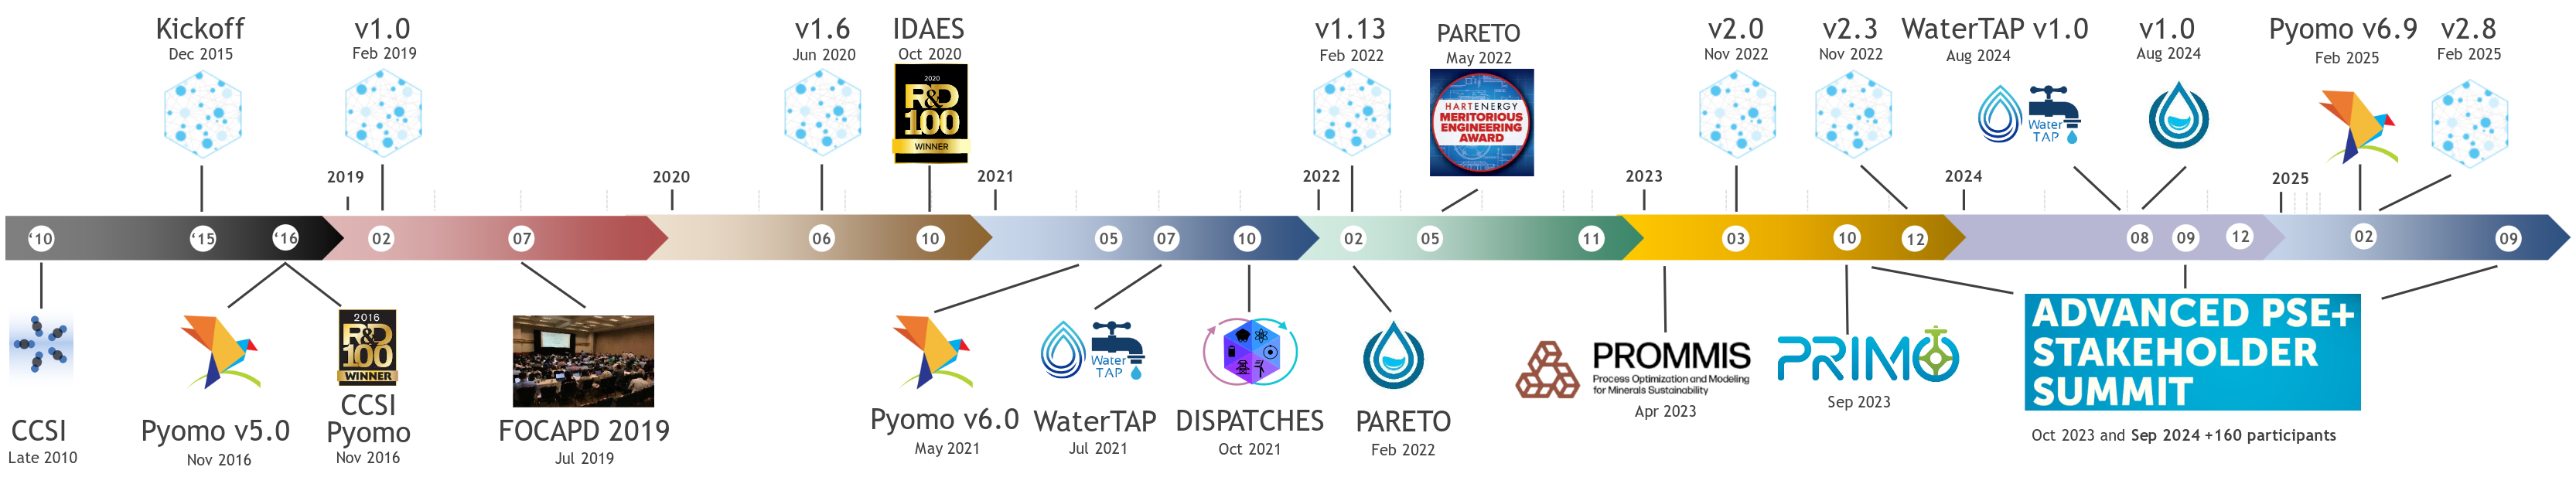 Kickoff
Dec 2015
v1.0
Feb 2019
v1.6
Jun 2020
IDAES
Oct 2020
2020
R&D
100
WINNER
v1.13
Feb 2022
PARETO
May 2022
HARTENERGY
MERITORIOUS
ENGINEERING
AWARD
v2.0
Nov 2022
v2.3
Nov 2022
WaterTAP v1.0
Aug 2024
Water
TAP
v1.0
Aug 2024
Pyomo v6.9
Feb 2025
v2.8
Feb 2025
2019
2020
2021
2022
2023
2024
2025
'10
'15
'16
02
07
06
10
05
07
10
02
05
11
03
10
12
08
09
12
02
09
CCSI
Late 2010
Pyomo v5.0
Nov 2016
2016
R&D
100
WINNER
CCSI
Pyomo
Nov 2016
FOCAPD 2019
Jul 2019
Pyomo v6.0
May 2021
Water
TAP
WaterTAP
Jul 2021
DISPATCHES
Oct 2021
PARETO
Feb 2022
PROMMIS
Process Optimization and Modeling
for Minerals Sustainability
Apr 2023
PRIMO
Sep 2023
ADVANCED PSE+
STAKEHOLDER
SUMMIT
Oct 2023 and Sep 2024 +160 participants